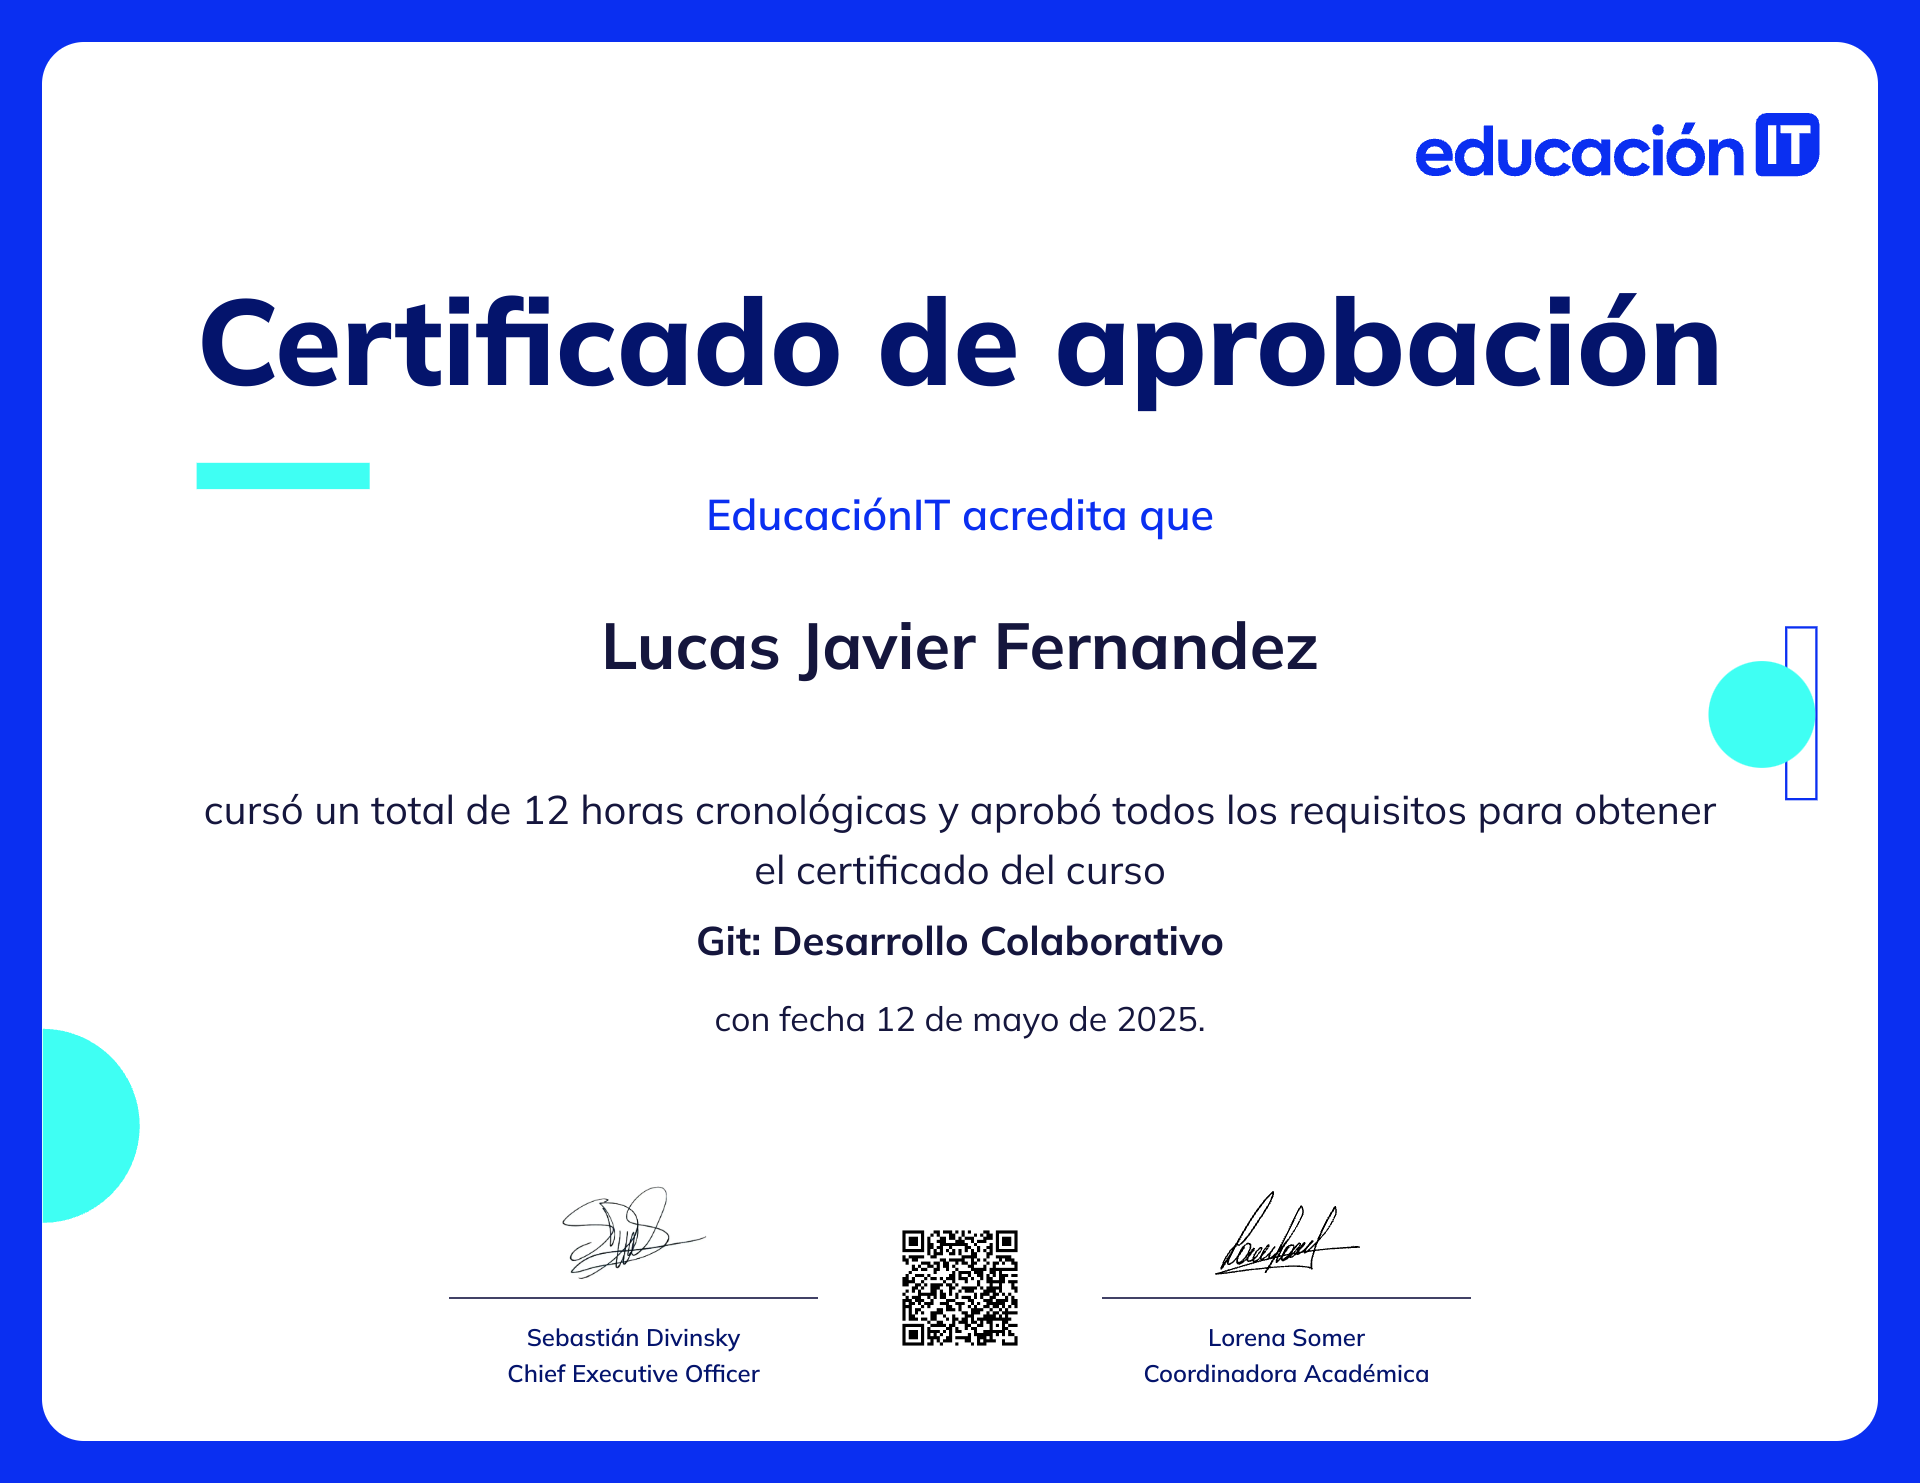 educaciónIT
Certificado de aprobación
EducaciónIT acredita que
Lucas Javier Fernandez
cursó un total de 12 horas cronológicas y aprobó todos los requisitos para obtener
el certificado del curso
Git: Desarrollo Colaborativo
con fecha 12 de mayo de 2025.
Sebastián Divinsky
Chief Executive Officer
Lorena Somer
Coordinadora Académica